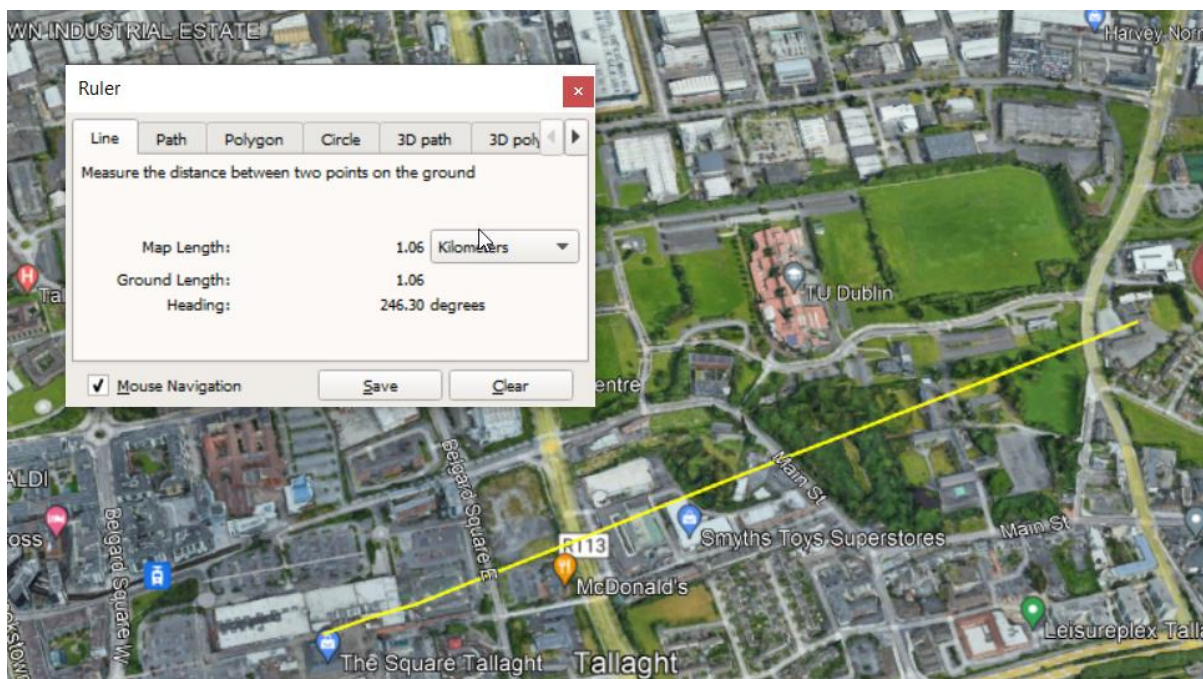 WN INDUSTRIAL ESTATE
Harvey Norm
Ruler
Line Path Polygon Circle 3D path 3D poly
Measure the distance between two points on the ground
Map Length: 1.06 Kilometers
Ground Length: 1.06
Heading: 246.30 degrees
Mouse Navigation Save Clear
H
Tal
TU Dublin
entre
ALDI
Belgard Square E
Main St
oss
Belgard Square W
R113
Smyths Toys Superstores
Main St
McDonald's
Leisureplex Talla
The Square Tallaght
Tallaght